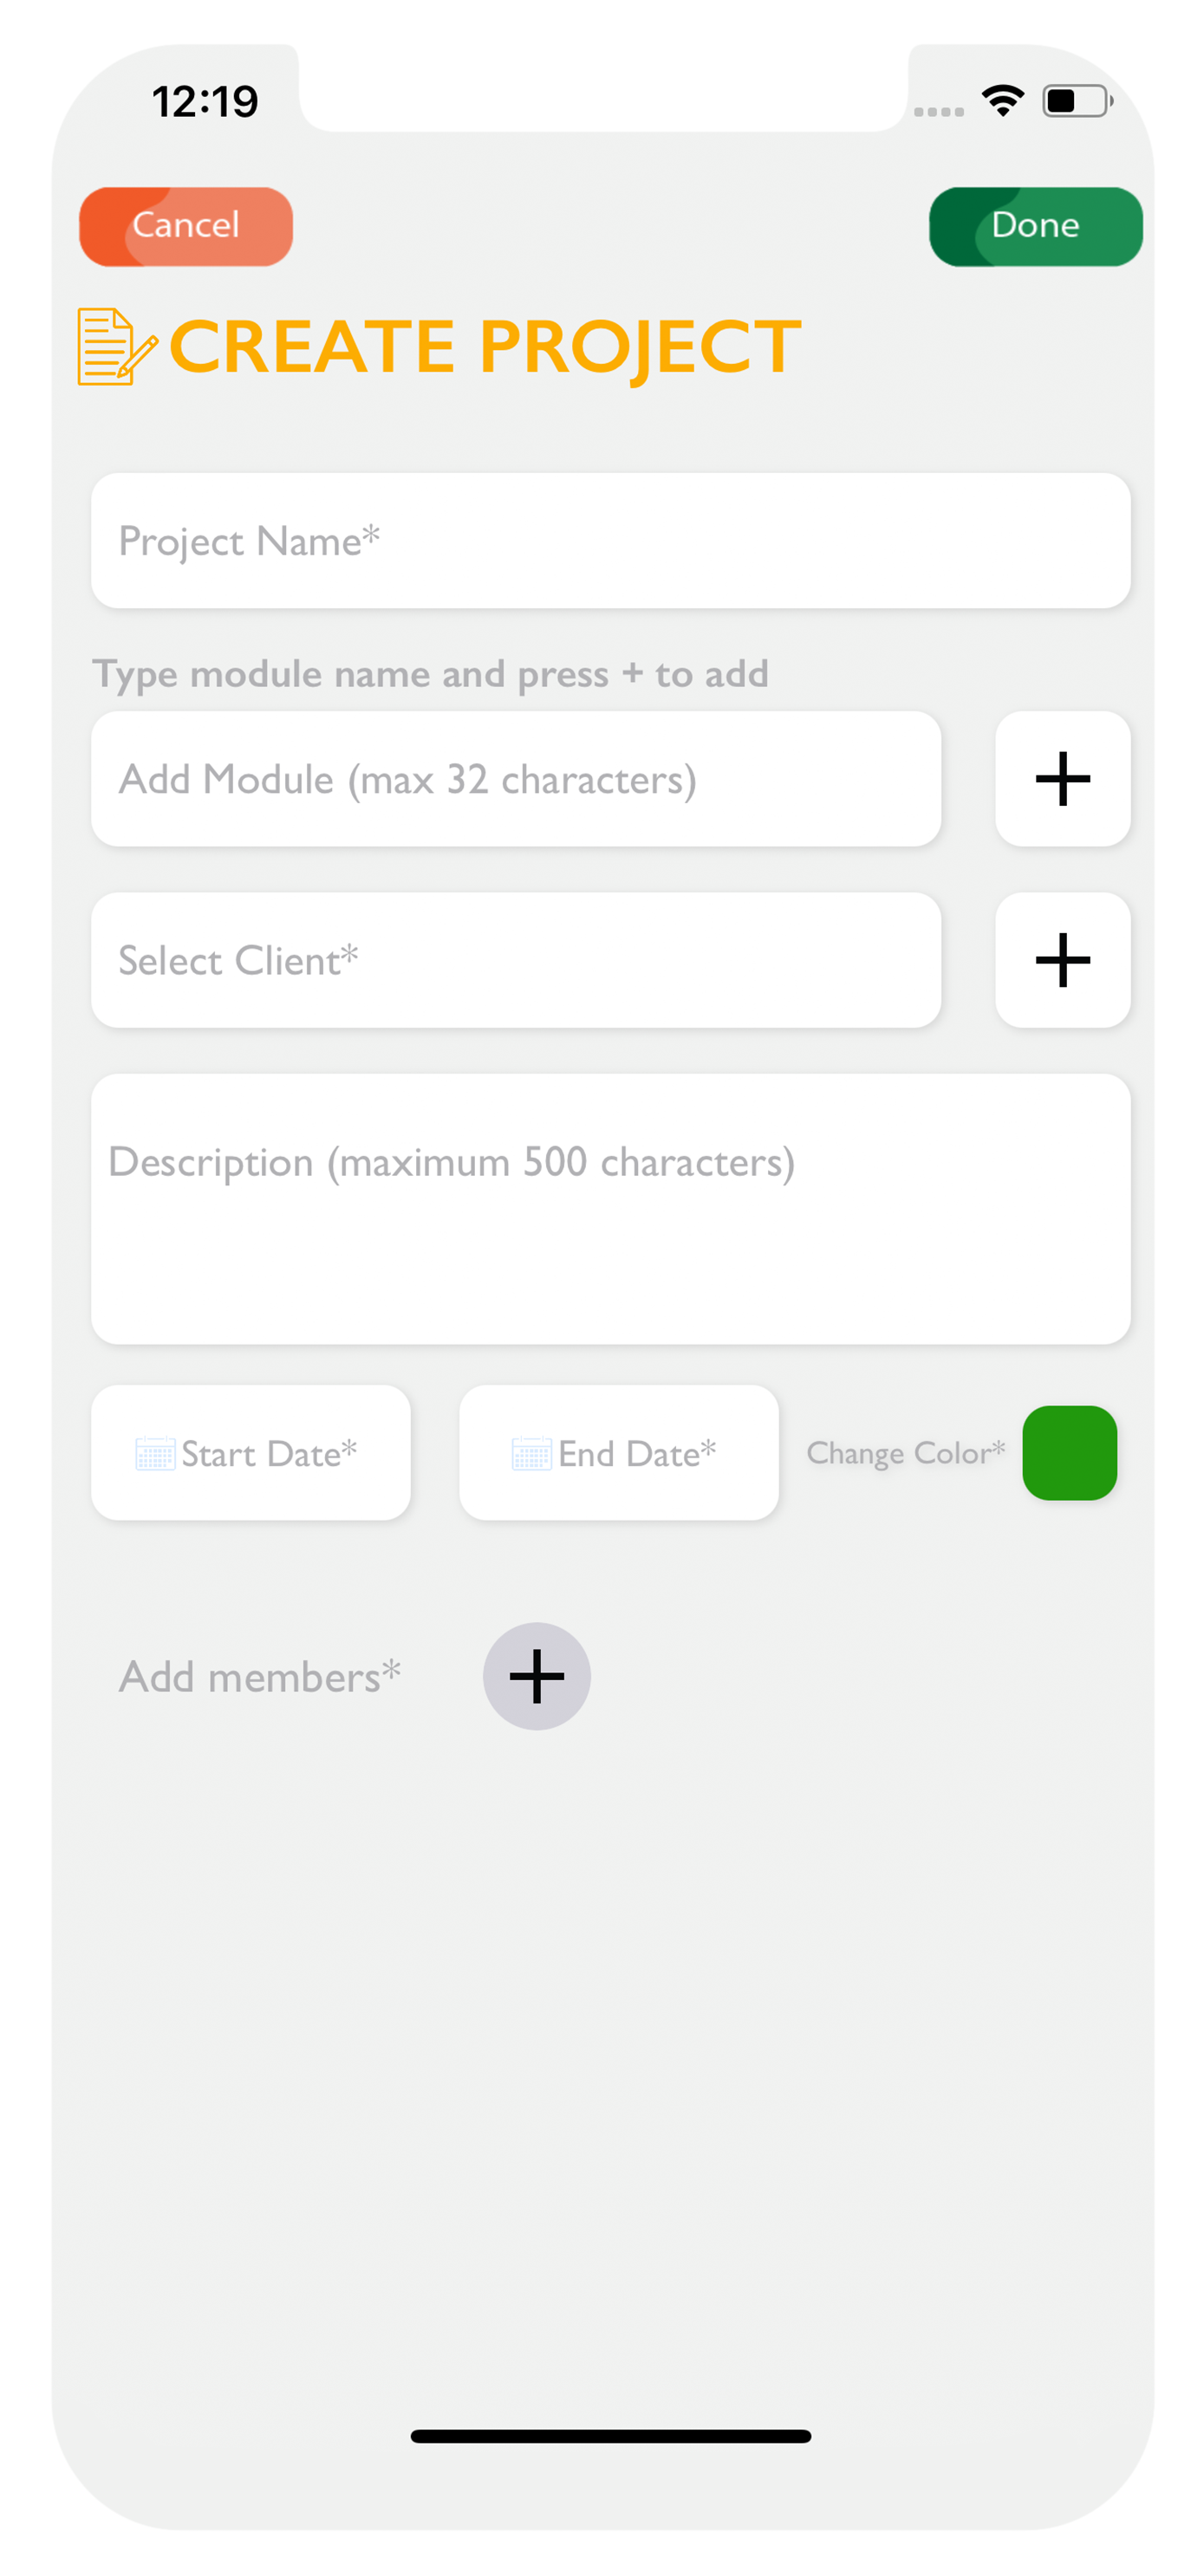 12:19
Cancel
Done
CREATE PROJECT
Project Name*
Type module name and press + to add
Add Module (max 32 characters)
Select Client*
Description (maximum 500 characters)
Start Date*
End Date*
Change Color*
Add members*